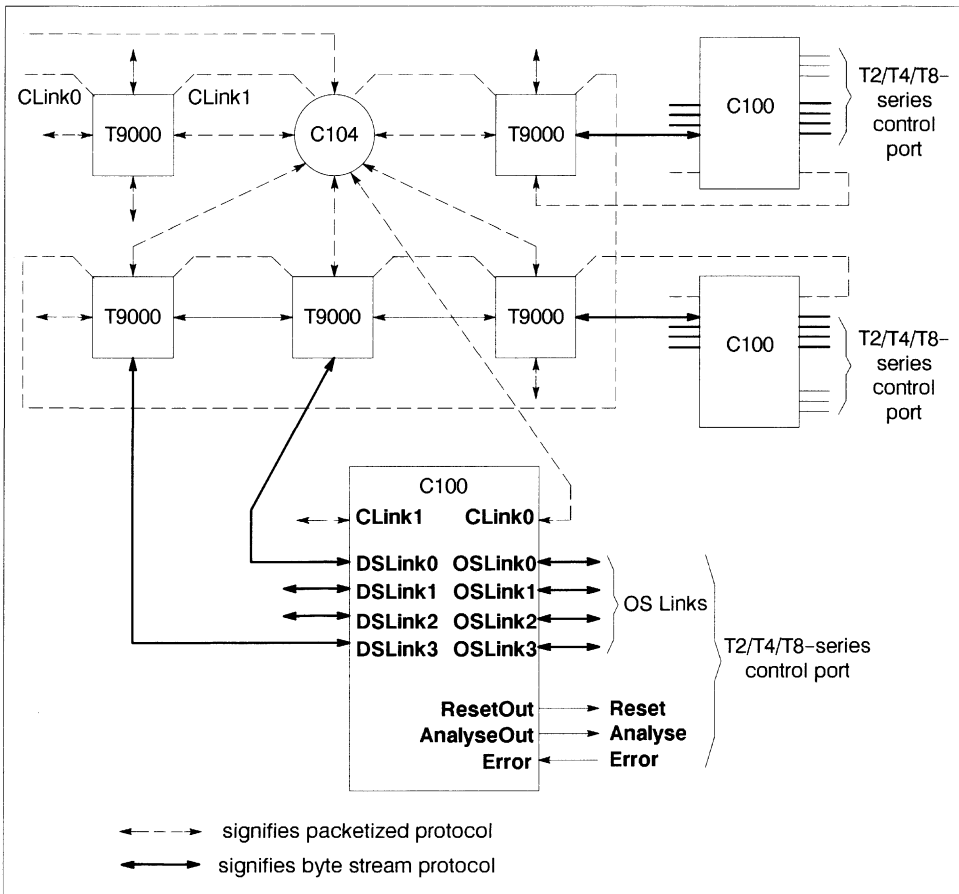 CLink0
CLink1
T9000
C104
T9000
C100
T2/T4/T8–
series
control
port
T9000
T9000
T9000
C100
T2/T4/T8–
series
control
port
C100
CLink1 CLink0
DSLink0 OSLink0
DSLink1 OSLink1
DSLink2 OSLink2
DSLink3 OSLink3
OS Links
T2/T4/T8–series
control port
ResetOut Reset
AnalyseOut Analyse
Error Error
signifies packetized protocol
signifies byte stream protocol